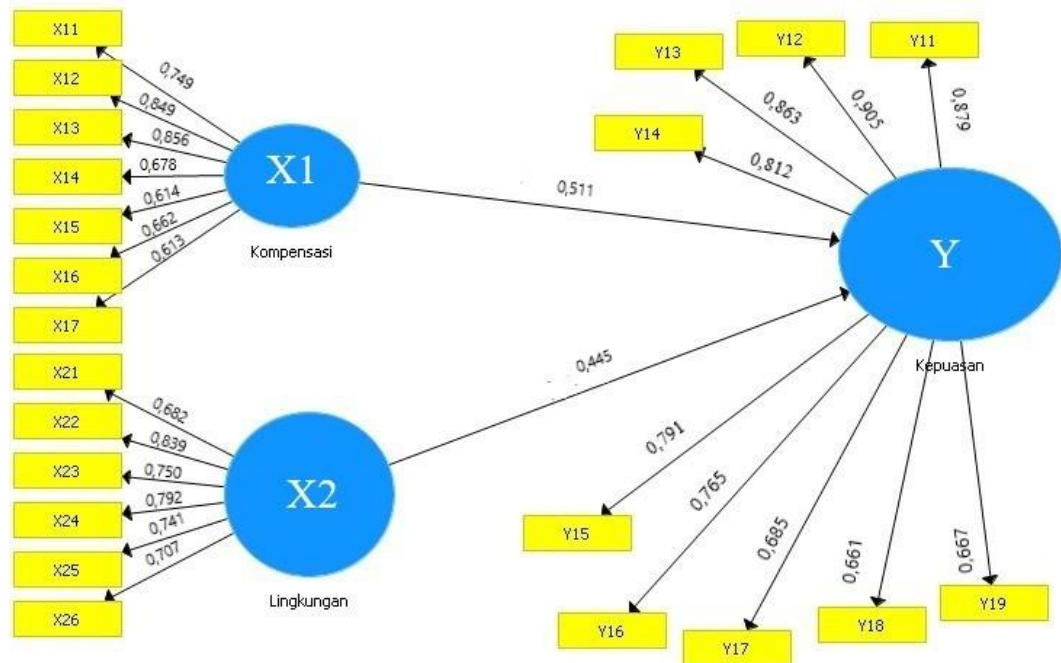 X11
X12
X13
X14
X15
X16
X17
0,749
0,849
0,856
0,678
0,614
0,662
0,613
X1
Kompensasi
X21
X22
X23
X24
X25
X26
0,682
0,839
0,750
0,792
0,741
0,707
X2
Lingkungan
0,511
0,445
Y13
Y12
Y11
Y14
0,863
0,905
0,879
0,812
Y
Kepuasan
0,791
0,765
0,685
0,661
0,667
Y15
Y16
Y17
Y18
Y19